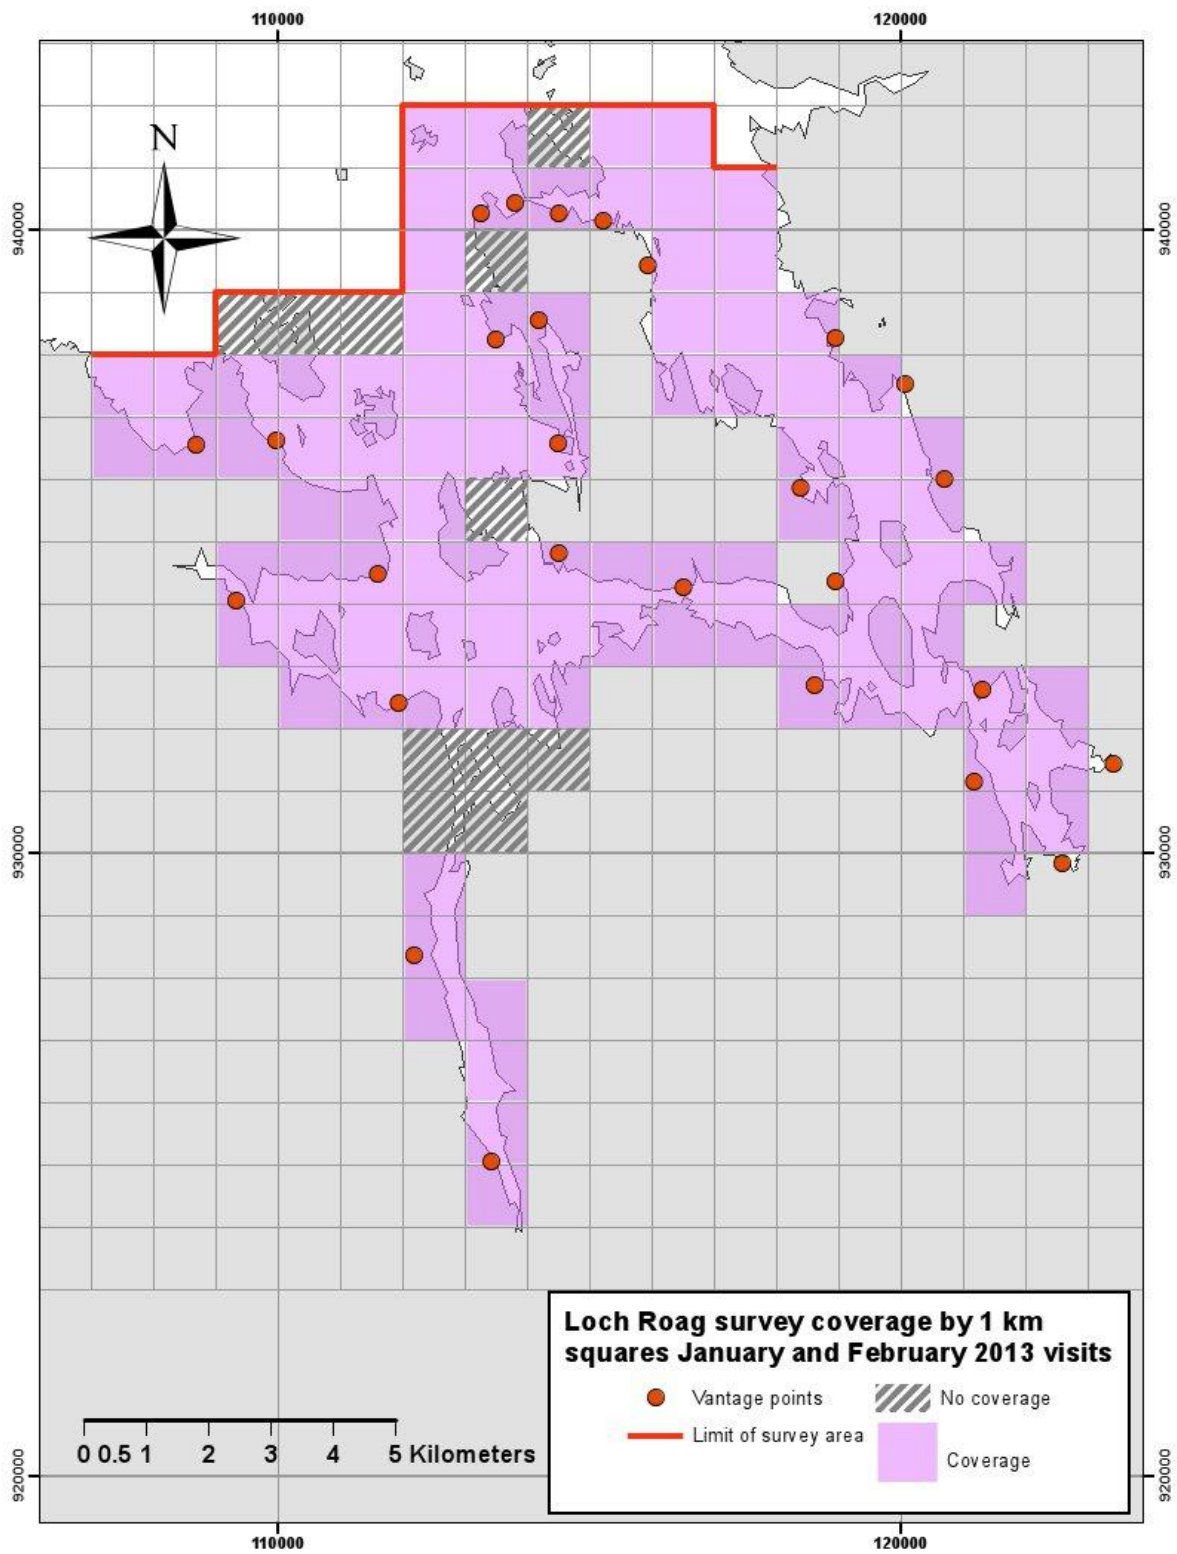 110000
120000
N
940000
940000
930000
930000
Loch Roag survey coverage by 1 km
squares January and February 2013 visits
Vantage points
No coverage
Limit of survey area
Coverage
0 0.5 1 2 3 4 5 Kilometers
920000
920000
110000
120000